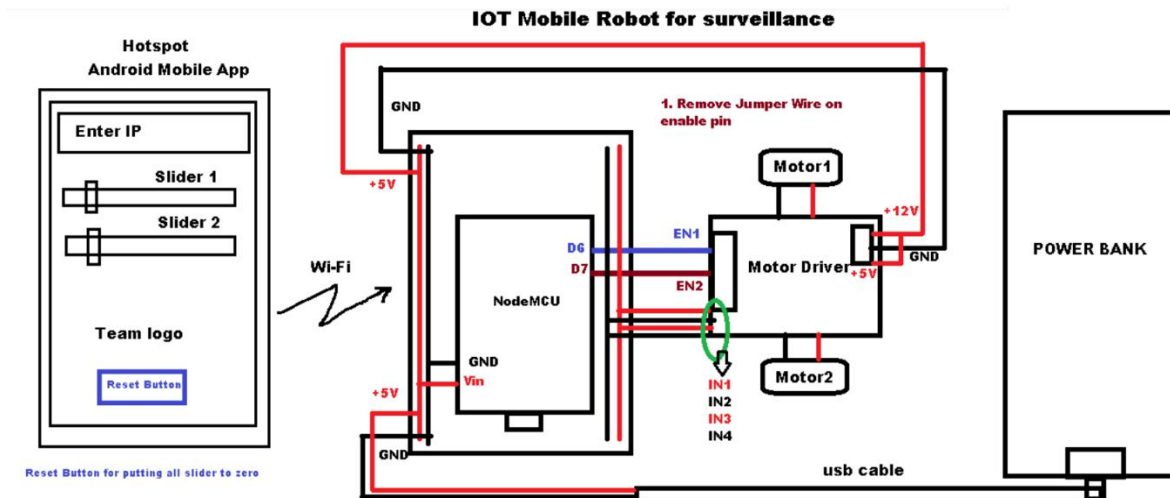 IOT Mobile Robot for surveillance
Hotspot
Android Mobile App
Enter IP
Slider 1
Slider 2
Team logo
Reset Button
Reset Button for putting all slider to zero
Wi-Fi
GND
+5V
1. Remove Jumper Wire on
enable pin
NodeMCU
D6
D7
GND
Vin
+5V
GND
EN1
EN2
IN1
IN2
IN3
IN4
Motor1
Motor Driver
+12V
GND
+5V
Motor2
POWER BANK
usb cable